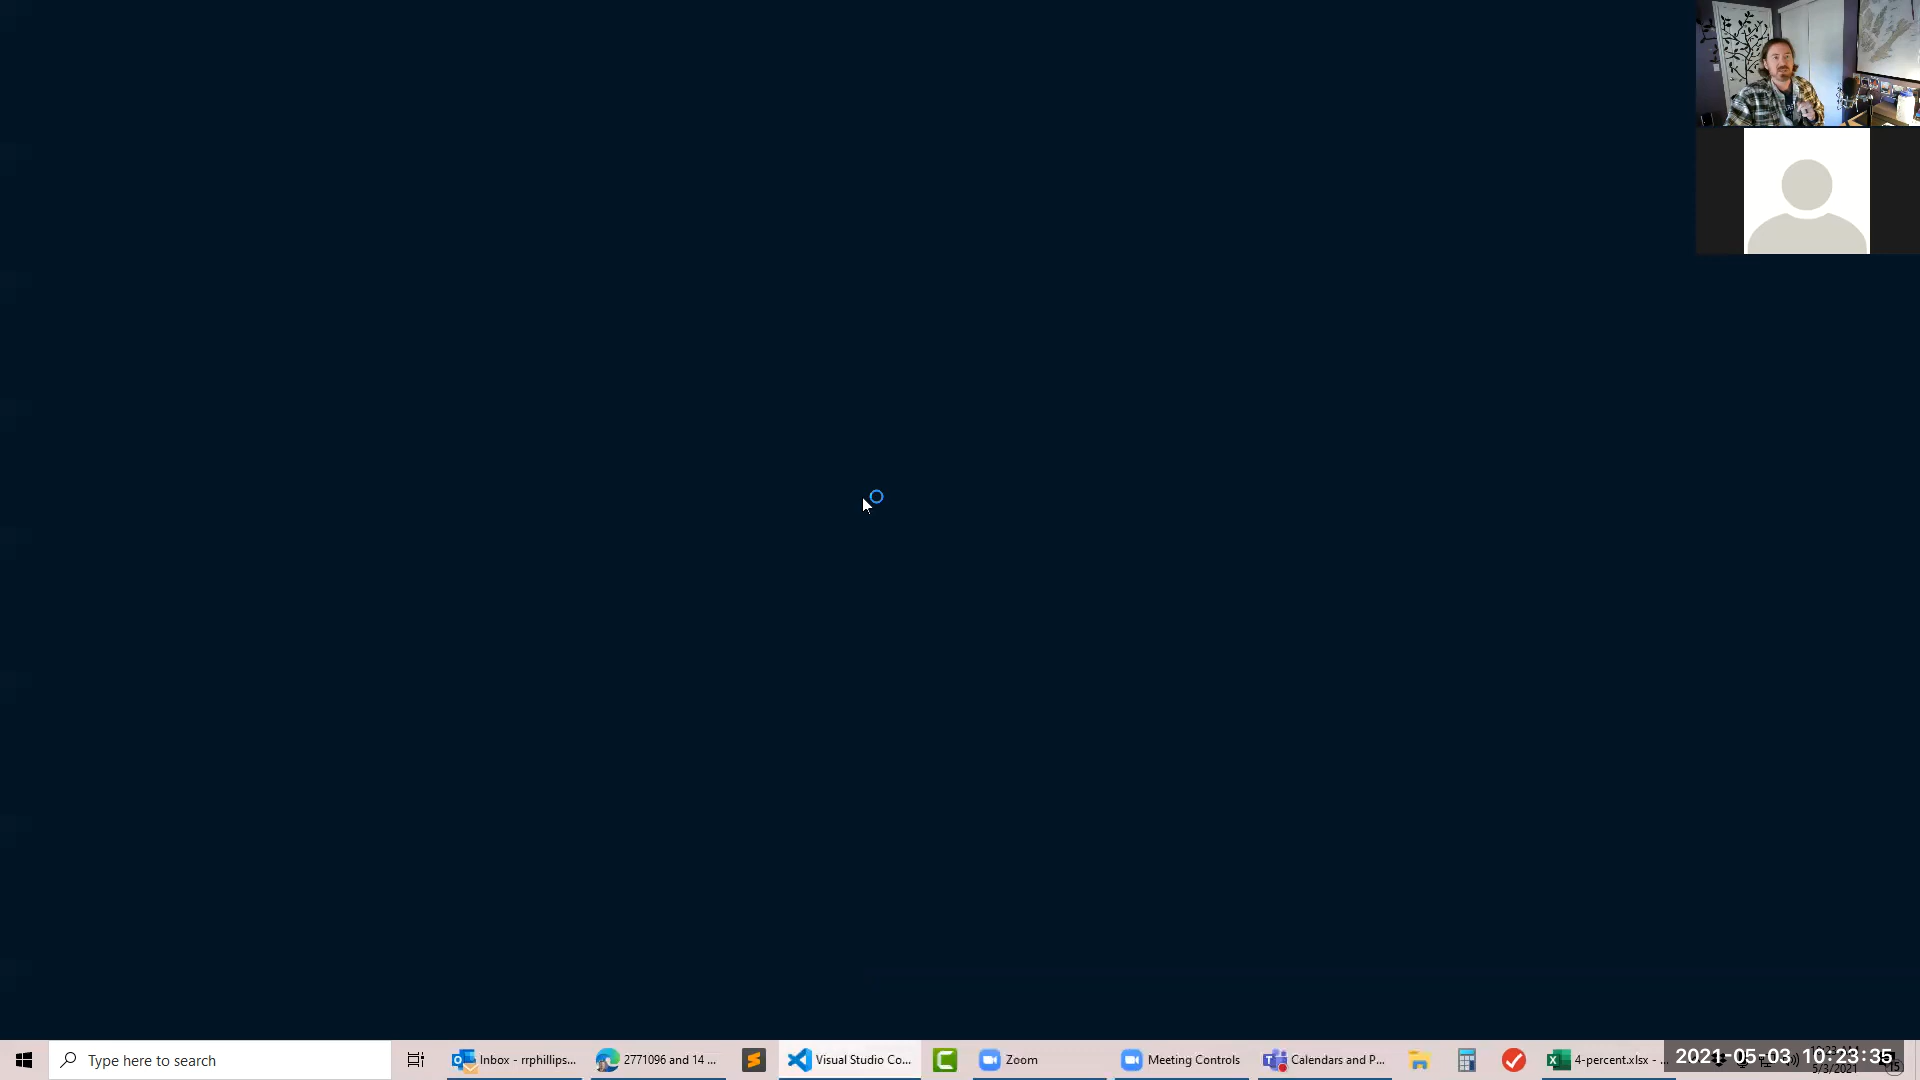 Type here to search
Inbox - rrphillips...
2771096 and 14 ...
Visual Studio Co...
Zoom
Meeting Controls
Calendars and P...
4-percent.xlsx - ...
2021-05-03 10:23:35
5/3/2021
15